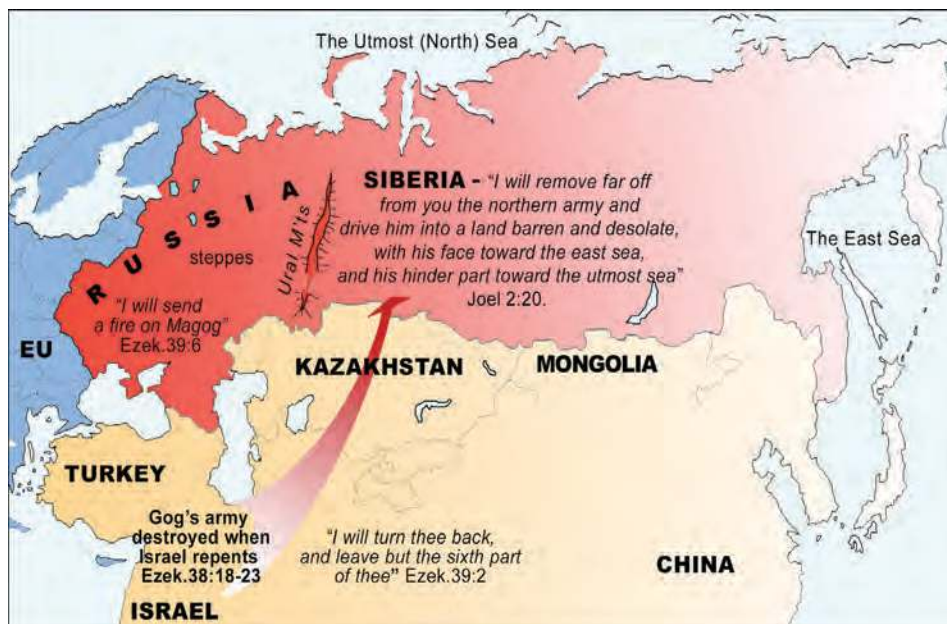 The Utmost (North) Sea
RUSSIA
steppes
Ural M'ts
SIBERIA - "I will remove far off
from you the northern army and
drive him into a land barren and desolate,
with his face toward the east sea,
and his hinder part toward the utmost sea"
Joel 2:20.
The East Sea
"I will send
a fire on Magog"
Ezek.39:6
EU
KAZAKHSTAN
MONGOLIA
TURKEY
Gog's army
destroyed when
Israel repents
Ezek.38:18-23
"I will turn thee back,
and leave but the sixth part
of thee" Ezek.39:2
CHINA
ISRAEL